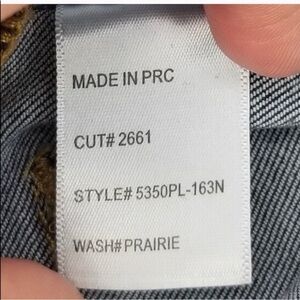 MADE IN PRC
CUT# 2661
STYLE# 5350PL-163N
WASH# PRAIRIE